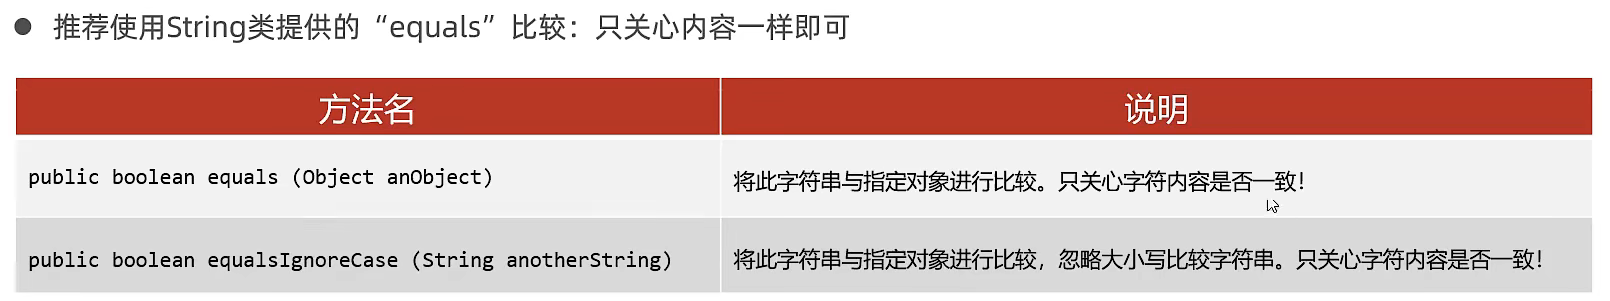 ● 推荐使用String类提供的“equals”比较：只关心内容一样即可
方法名 说明
public boolean equals (Object anObject) 将此字符串与指定对象进行比较。只关心字符内容是否一致！
public boolean equalsIgnoreCase (String anotherString) 将此字符串与指定对象进行比较，忽略大小写比较字符串。只关心字符内容是否一致！